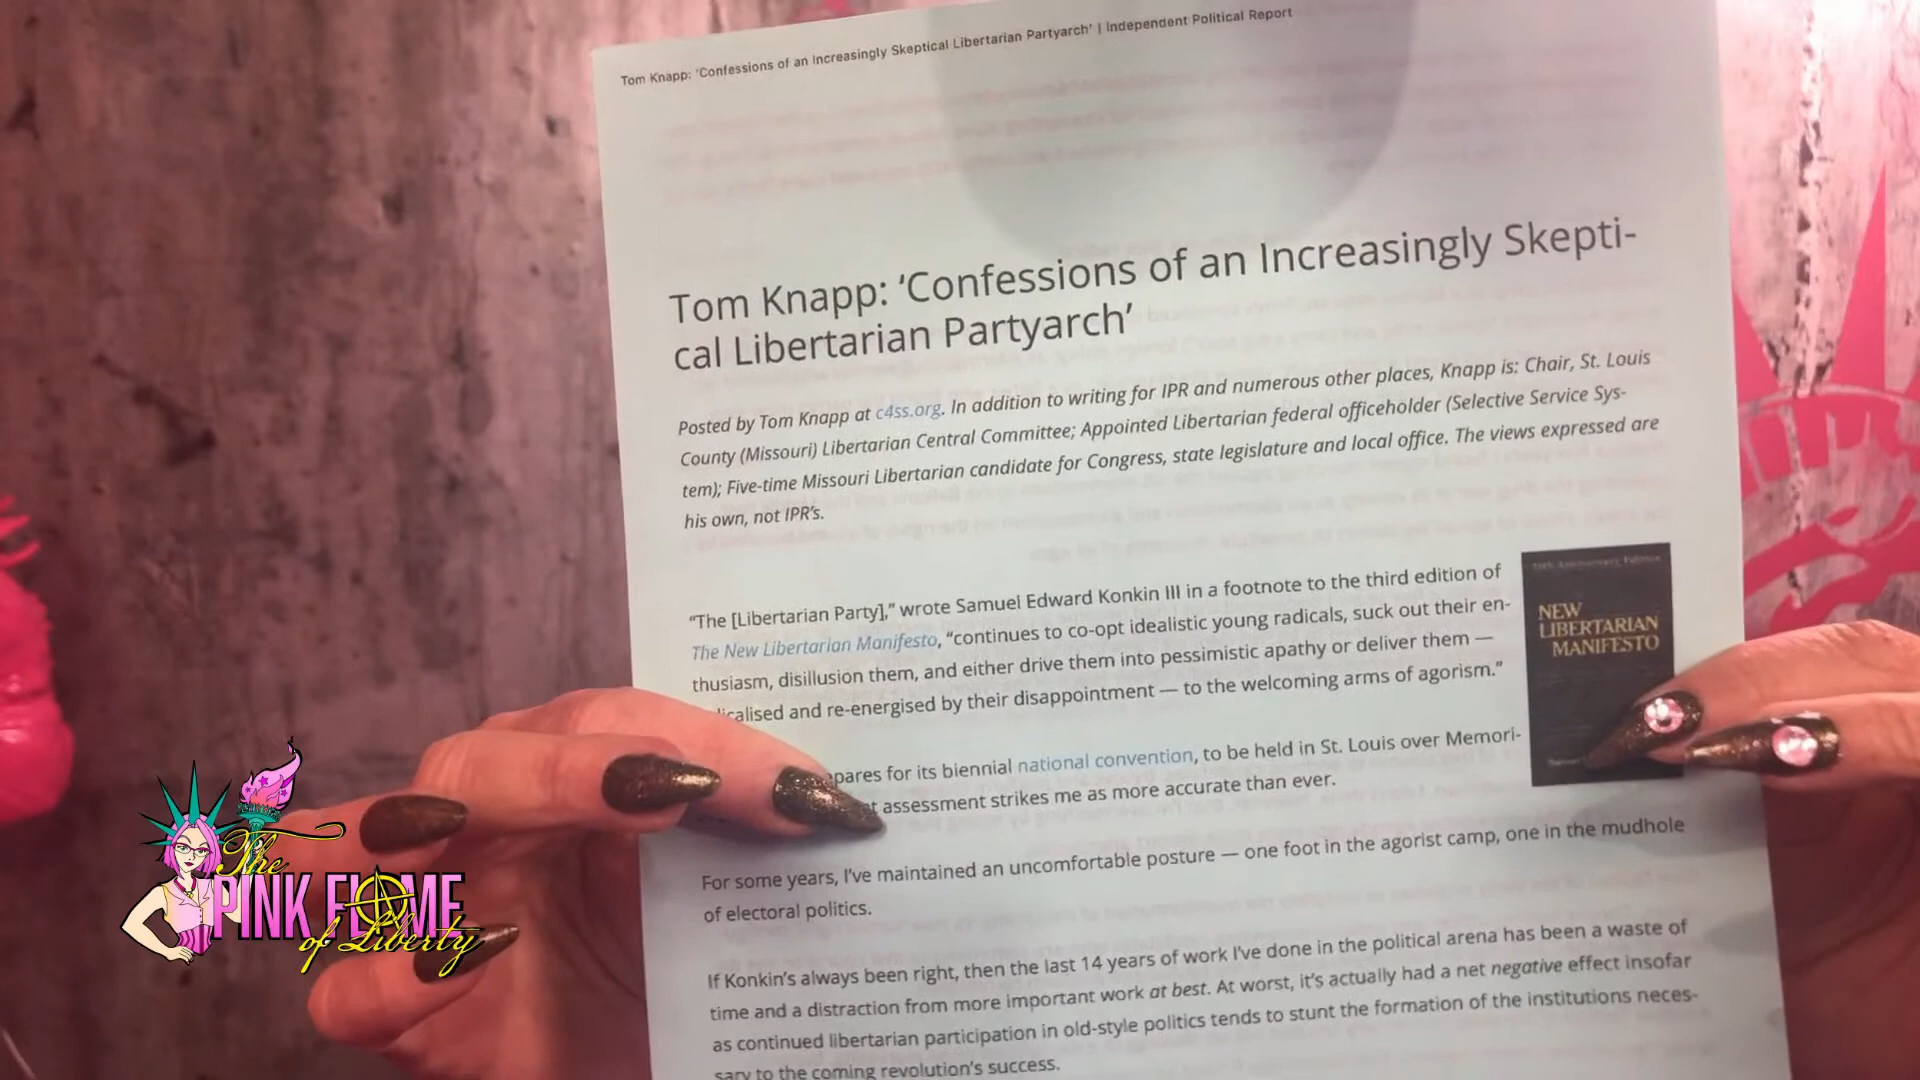 Tom Knapp: 'Confessions of an Increasingly Skeptical Libertarian Partyarch' | Independent Political Report
Tom Knapp: ‘Confessions of an Increasingly Skepti-
cal Libertarian Partyarch’
Posted by Tom Knapp at c4ss.org. In addition to writing for IPR and numerous other places, Knapp is: Chair, St. Louis
County (Missouri) Libertarian Central Committee; Appointed Libertarian federal officeholder (Selective Service Sys-
tem); Five-time Missouri Libertarian candidate for Congress, state legislature and local office. The views expressed are
his own, not IPR’s.
“The [Libertarian Party],” wrote Samuel Edward Konkin III in a footnote to the third edition of
The New Libertarian Manifesto, “continues to co-opt idealistic young radicals, suck out their en-
thusiasm, disillusion them, and either drive them into pessimistic apathy or deliver them —
calised and re-energised by their disappointment — to the welcoming arms of agorism.”
NEW
LIBERTARIAN
MANIFESTO
pares for its biennial national convention, to be held in St. Louis over Memori-
assessment strikes me as more accurate than ever.
For some years, I’ve maintained an uncomfortable posture — one foot in the agorist camp, one in the mudhole
of electoral politics.
If Konkin’s always been right, then the last 14 years of work I’ve done in the political arena has been a waste of
time and a distraction from more important work at best. At worst, it’s actually had a net negative effect insofar
as continued libertarian participation in old-style politics tends to stunt the formation of the institutions neces-
sary to the coming revolution’s success.
The
PINK FLAME
of Liberty